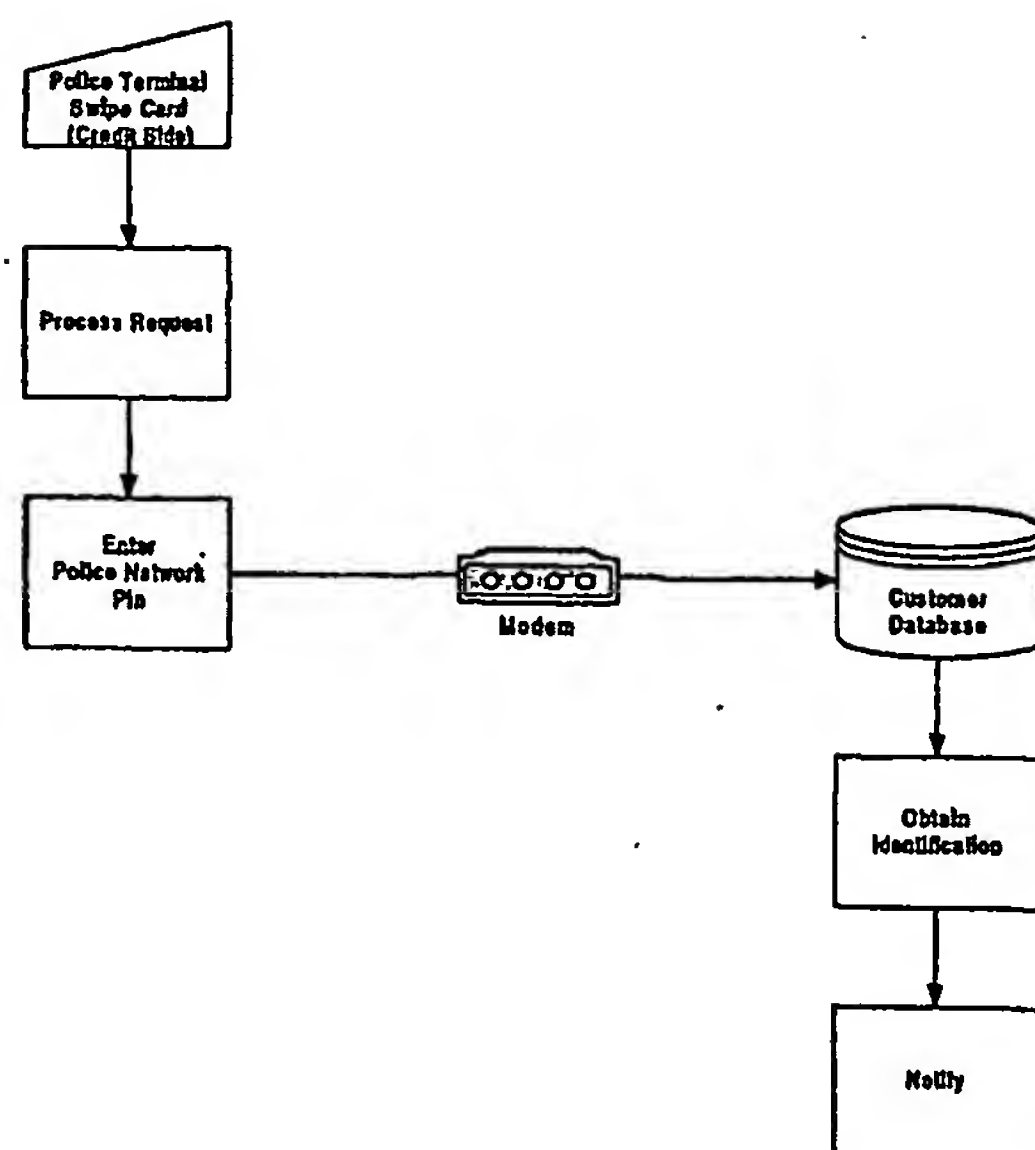 Police Terminal
Swipe Card
(Credit Side)
Process Request
Enter
Police Network
Pin
Modem
Customer
Database
Obtain
Identification
Notify